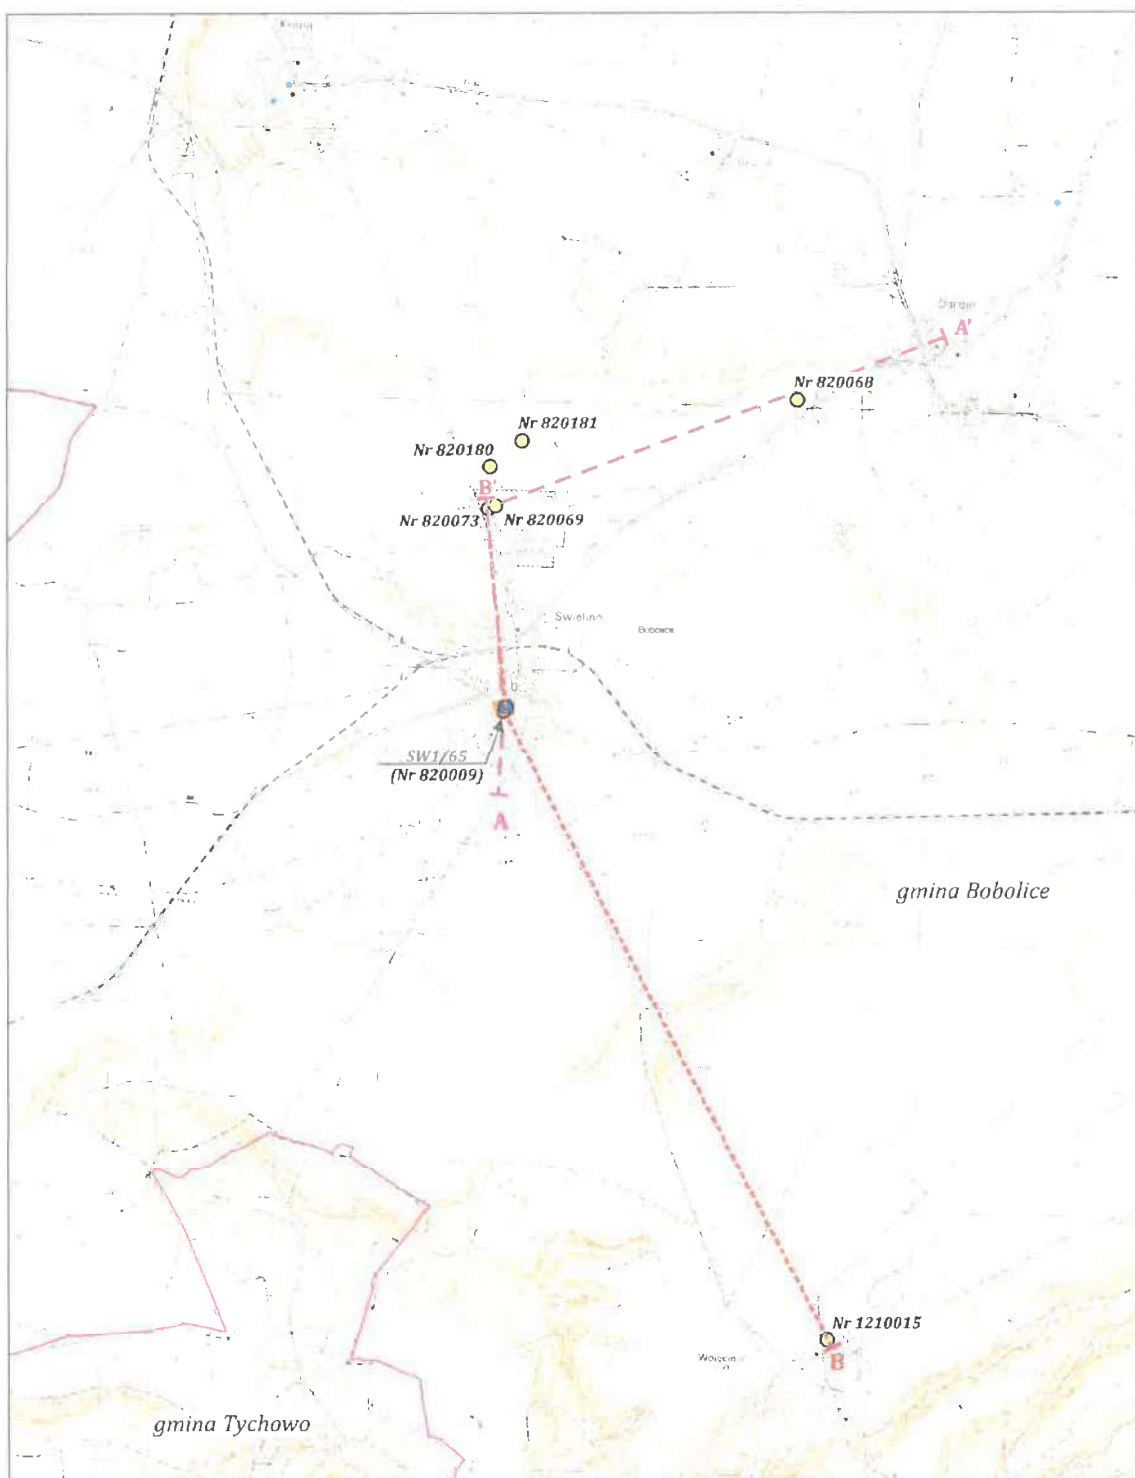 A'
Nr 820068
Nr 820181
Nr 820180
B'
Nr 820073
Nr 820069
Swielino
Bobolice
SW1/65
(Nr 820009)
A
gmina Bobolice
Nr 1210015
B
gmina Tychowo